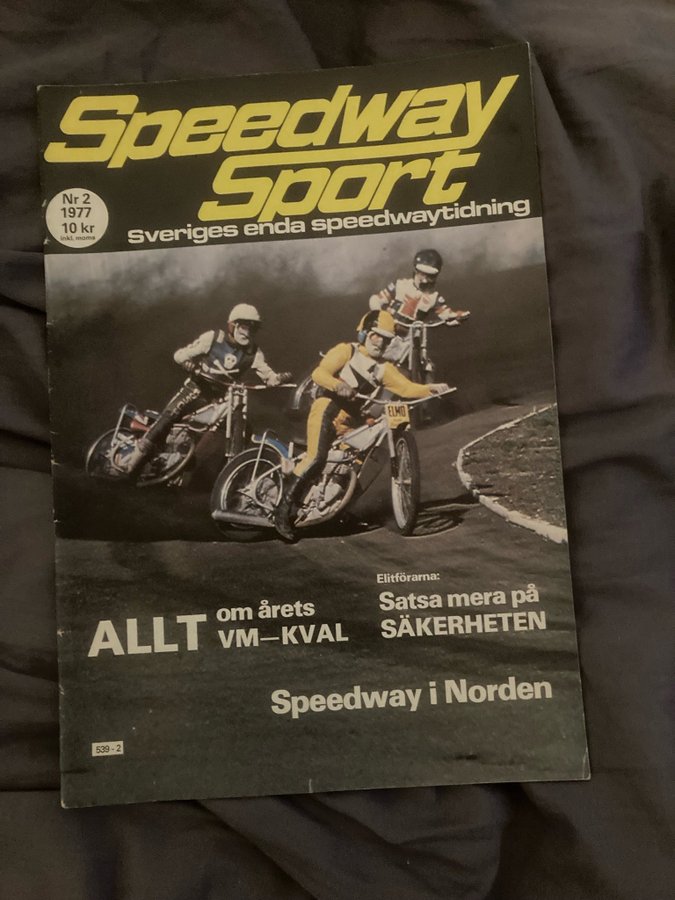 Speedway
Sport
Sveriges enda speedwaytidning
Nr 2
1977
10 kr
inkl. moms
ELMO
ALLT om årets
VM–KVAL
Elitförarna:
Satsa mera på
SÄKERHETEN
Speedway i Norden
539-2